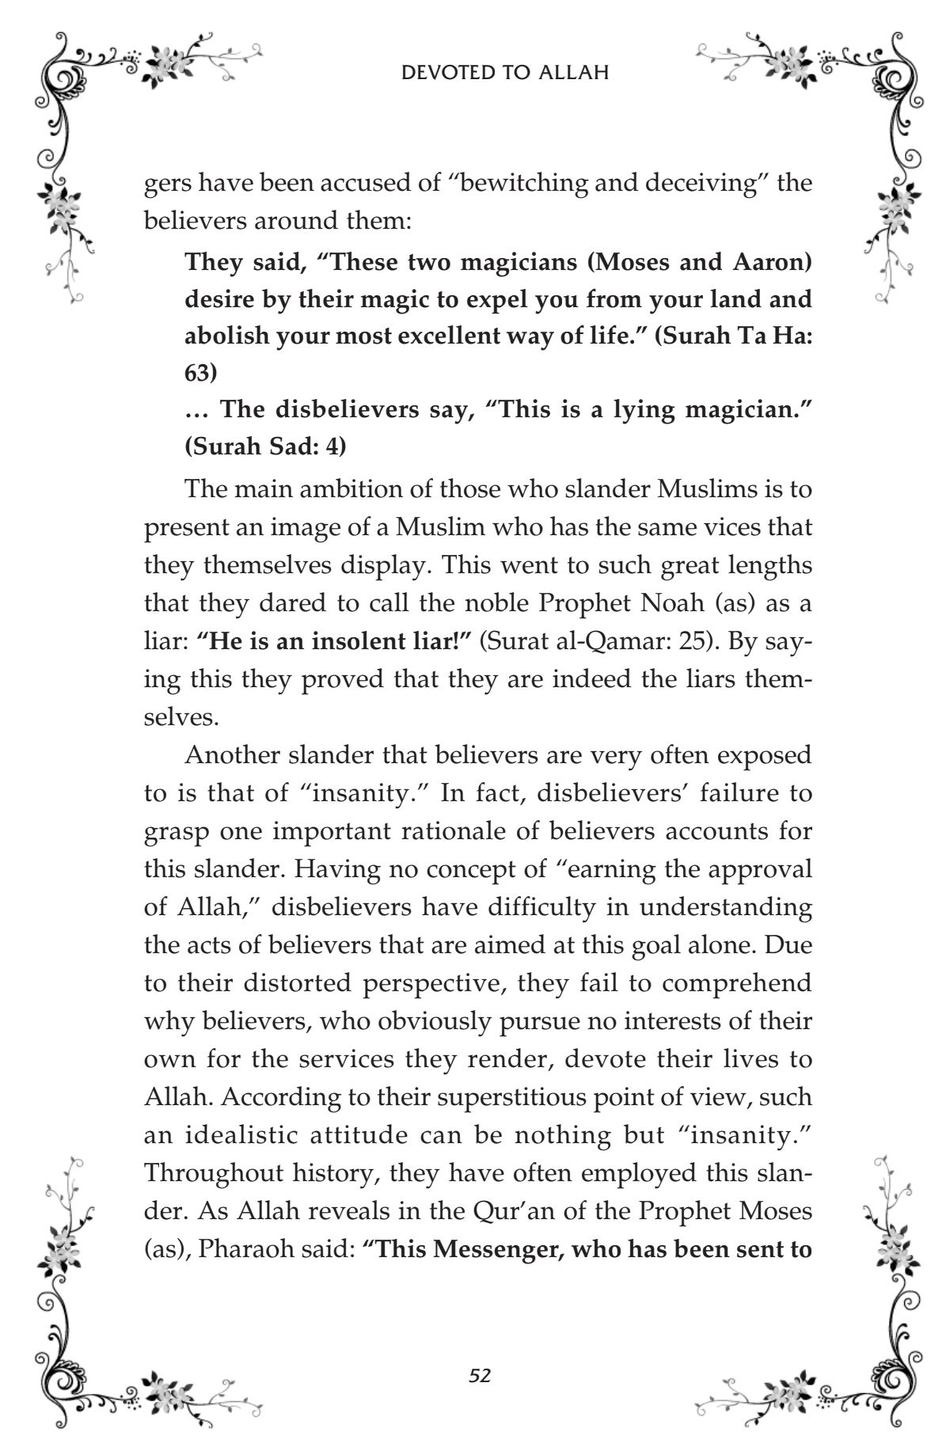 DEVOTED TO ALLAH
gers have been accused of “bewitching and deceiving” the
believers around them:
They said, “These two magicians (Moses and Aaron)
desire by their magic to expel you from your land and
abolish your most excellent way of life.” (Surah Ta Ha:
63)
… The disbelievers say, “This is a lying magician.”
(Surah Sad: 4)
The main ambition of those who slander Muslims is to
present an image of a Muslim who has the same vices that
they themselves display. This went to such great lengths
that they dared to call the noble Prophet Noah (as) as a
liar: “He is an insolent liar!” (Surat al-Qamar: 25). By say-
ing this they proved that they are indeed the liars them-
selves.
Another slander that believers are very often exposed
to is that of “insanity.” In fact, disbelievers’ failure to
grasp one important rationale of believers accounts for
this slander. Having no concept of “earning the approval
of Allah,” disbelievers have difficulty in understanding
the acts of believers that are aimed at this goal alone. Due
to their distorted perspective, they fail to comprehend
why believers, who obviously pursue no interests of their
own for the services they render, devote their lives to
Allah. According to their superstitious point of view, such
an idealistic attitude can be nothing but “insanity.”
Throughout history, they have often employed this slan-
der. As Allah reveals in the Qur’an of the Prophet Moses
(as), Pharaoh said: “This Messenger, who has been sent to
52